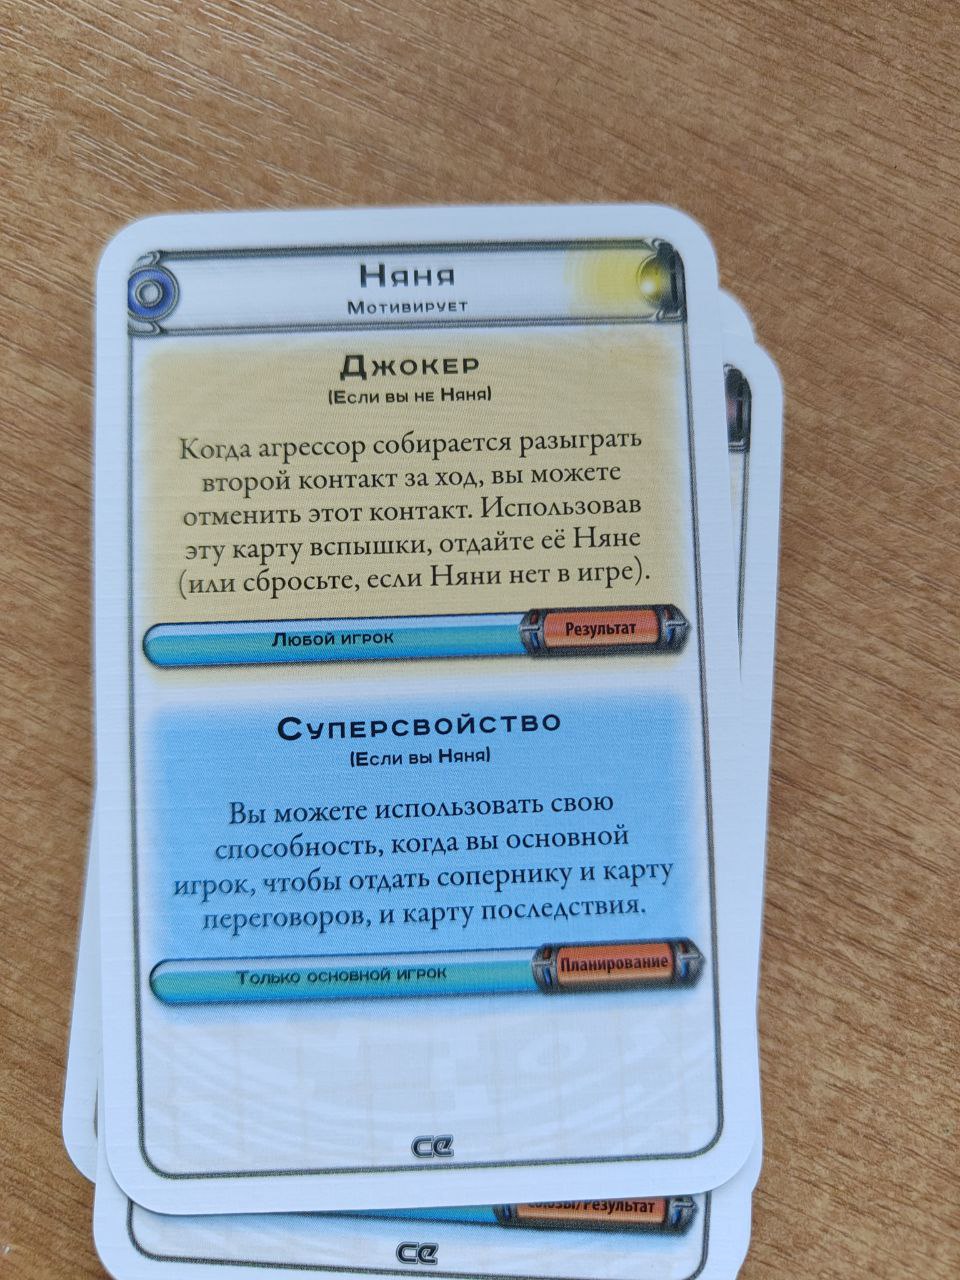 Няня
Мотивирует
Джокер
(Если вы не Няня)
Когда агрессор собирается разыграть
второй контакт за ход, вы можете
отменить этот контакт. Использовав
эту карту вспышки, отдайте её Няне
(или сбросьте, если Няни нет в игре).
Любой игрок
Результат
Суперсвойство
(Если вы Няня)
Вы можете использовать свою
способность, когда вы основной
игрок, чтобы отдать сопернику и карту
переговоров, и карту последствия.
Только основной игрок
Планирование
CE
/Результат
CE